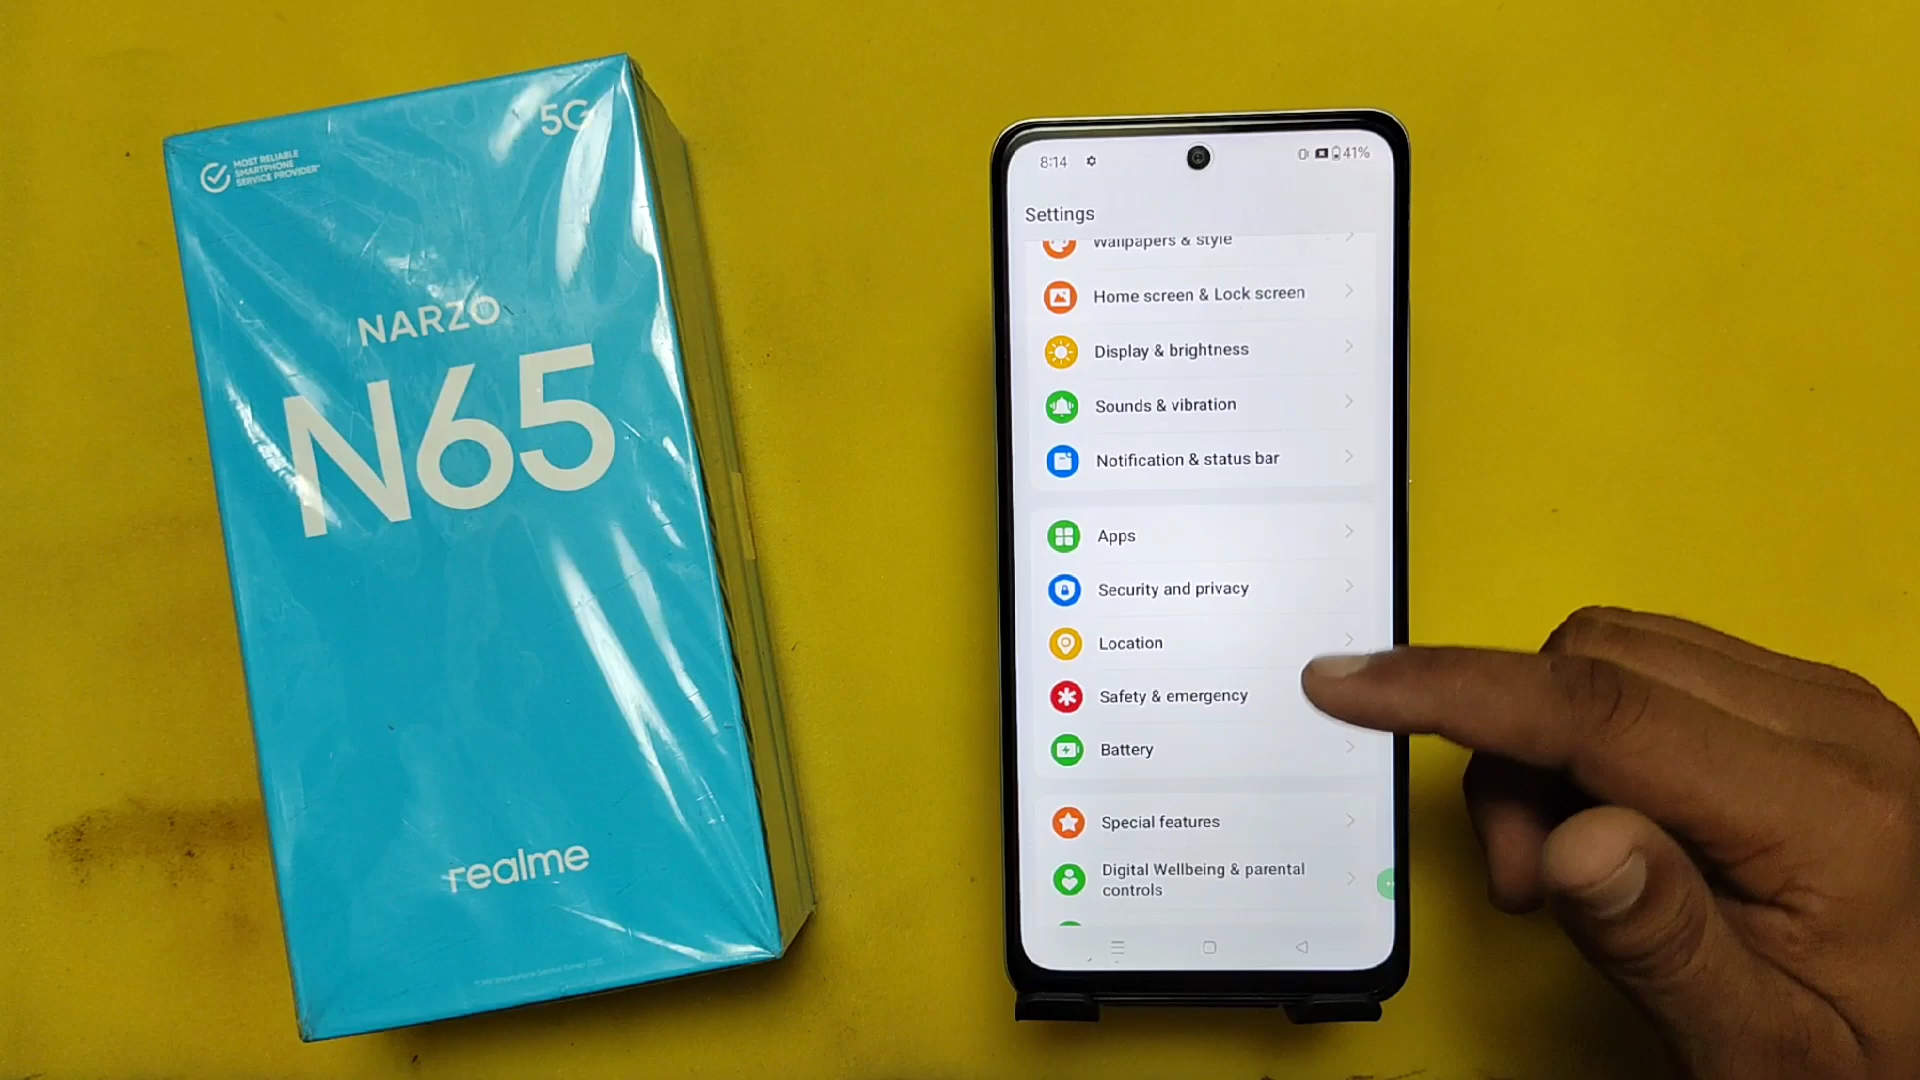 5G
MOST RELIABLE
SMARTPHONE
SERVICE PROVIDER*
NARZO
N65
realme
8:14
41%
Settings
Wallpapers & style
Home screen & Lock screen
Display & brightness
Sounds & vibration
Notification & status bar
Apps
Security and privacy
Location
Safety & emergency
Battery
Special features
Digital Wellbeing & parental
controls